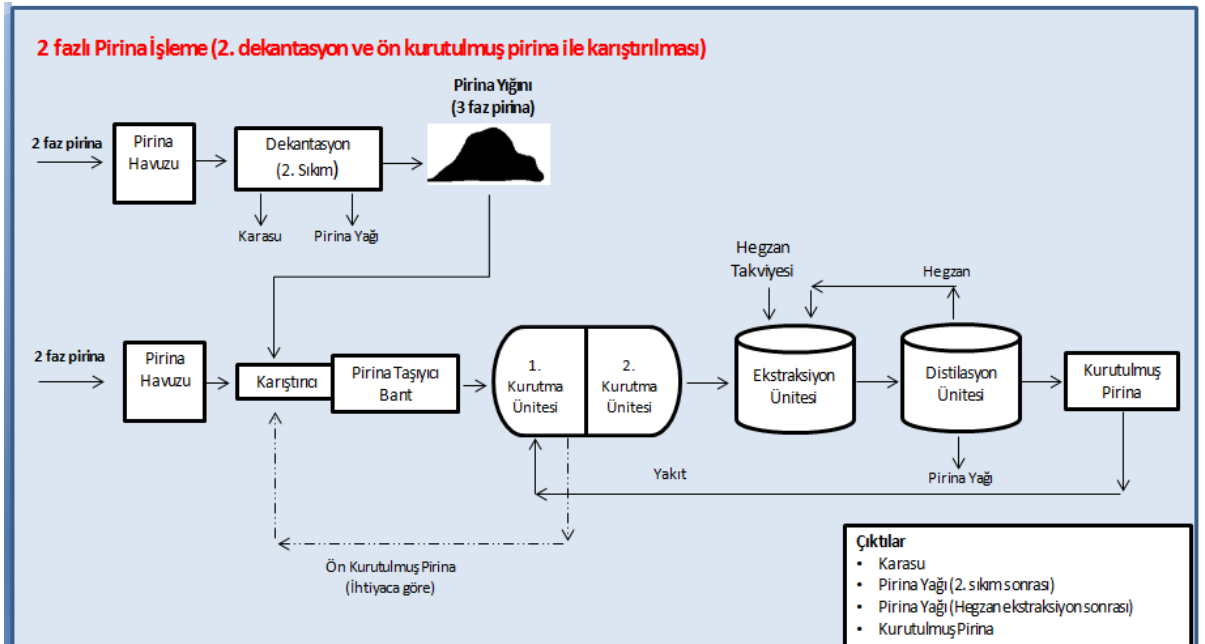 2 fazlı Pirina İşleme (2. dekantasyon ve ön kurutulmuş pirina ile karıştırılması)
Pirina Yığını
(3 faz pirina)
2 faz pirina
Pirina
Havuzu
Dekantasyon
(2. Sıkım)
Karasu
Pirina Yağı
Hegzan
Takviyesi
Hegzan
2 faz pirina
Pirina
Havuzu
Karıştırıcı
Pirina Taşıyıcı
Bant
1.
Kurutma
Ünitesi
2.
Kurutma
Ünitesi
Ekstraksiyon
Ünitesi
Distilasyon
Ünitesi
Kurutulmuş
Pirina
Yakıt
Pirina Yağı
Ön Kurutulmuş Pirina
(İhtiyaca göre)
Çıktılar
• Karasu
• Pirina Yağı (2. sıkım sonrası)
• Pirina Yağı (Hegzan ekstraksiyon sonrası)
• Kurutulmuş Pirina